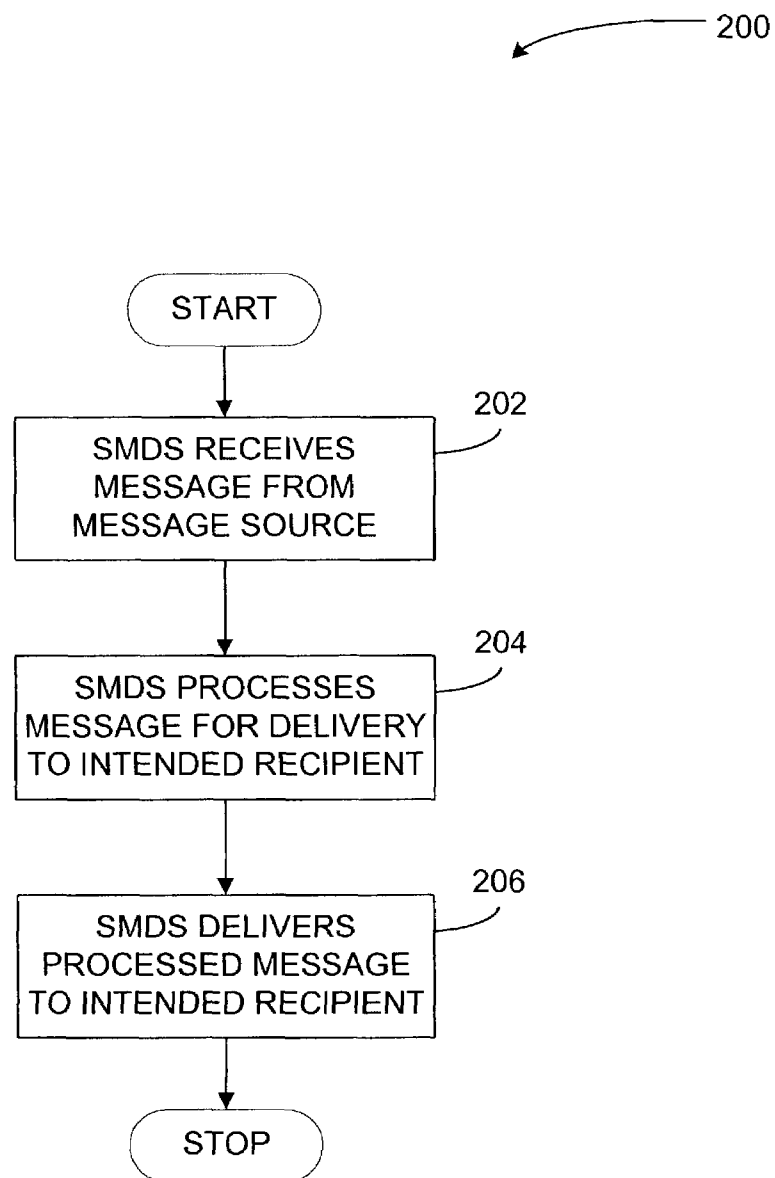 200
START
202
SMDS RECEIVES
MESSAGE FROM
MESSAGE SOURCE
204
SMDS PROCESSES
MESSAGE FOR DELIVERY
TO INTENDED RECIPIENT
206
SMDS DELIVERS
PROCESSED MESSAGE
TO INTENDED RECIPIENT
STOP